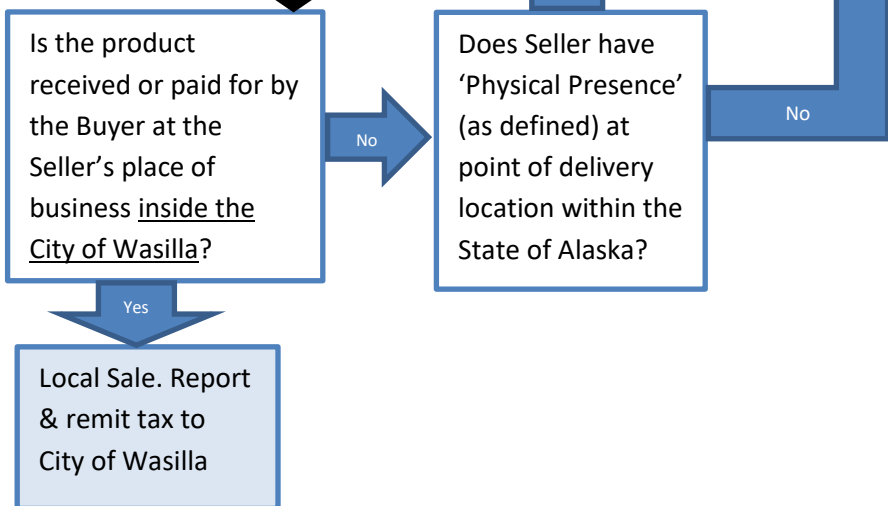 Is the product
received or paid for by
the Buyer at the
Seller’s place of
business inside the
City of Wasilla?
No
Does Seller have
‘Physical Presence’
(as defined) at
point of delivery
location within the
State of Alaska?
No
Yes
Local Sale. Report
& remit tax to
City of Wasilla